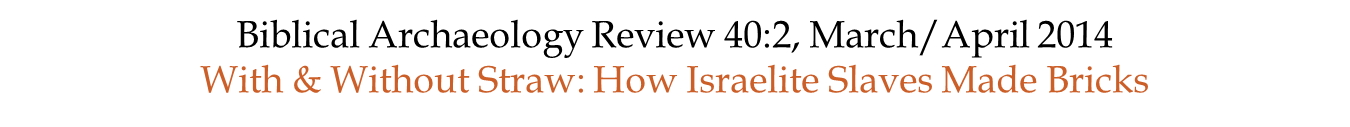 Biblical Archaeology Review 40:2, March/April 2014
With & Without Straw: How Israelite Slaves Made Bricks